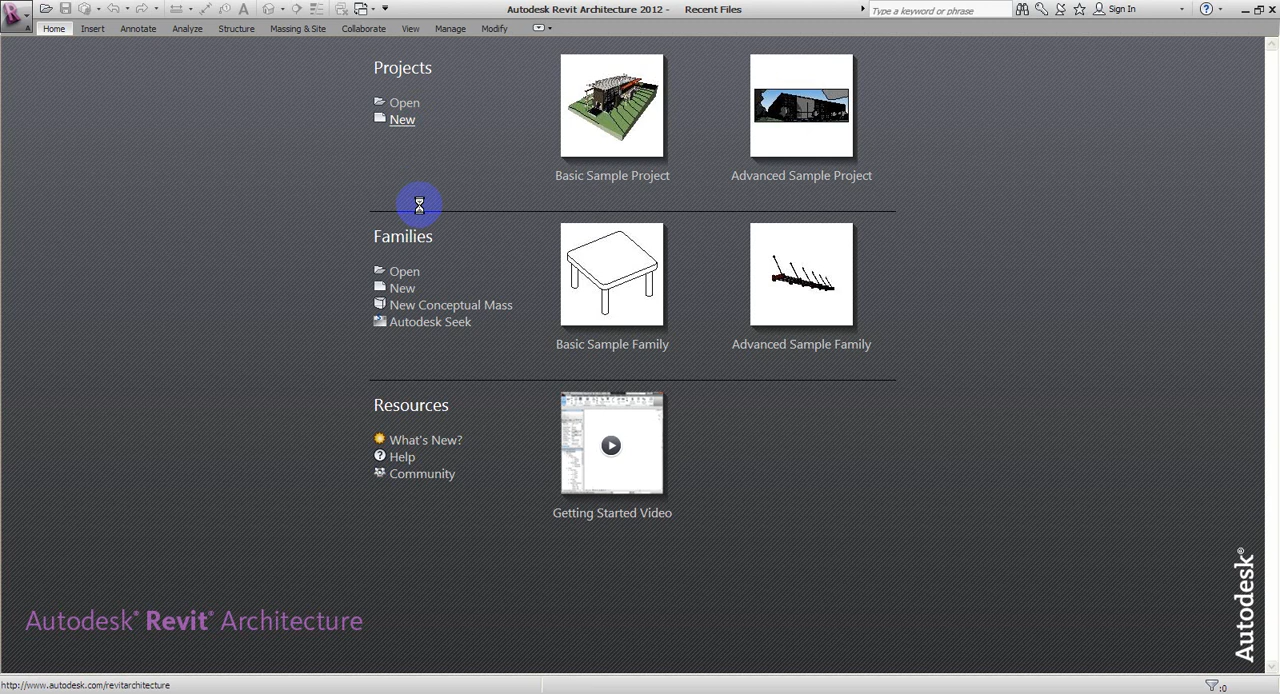 Autodesk Revit Architecture 2012 - Recent Files
Type a keyword or phrase
Sign In
Home Insert Annotate Analyze Structure Massing & Site Collaborate View Manage Modify
Projects
Open
New
Basic Sample Project
Advanced Sample Project
Families
Open
New
New Conceptual Mass
Autodesk Seek
Basic Sample Family
Advanced Sample Family
Resources
What's New?
Help
Community
Getting Started Video
Autodesk® Revit® Architecture
Autodesk®
http://www.autodesk.com/revitarchitecture
:0